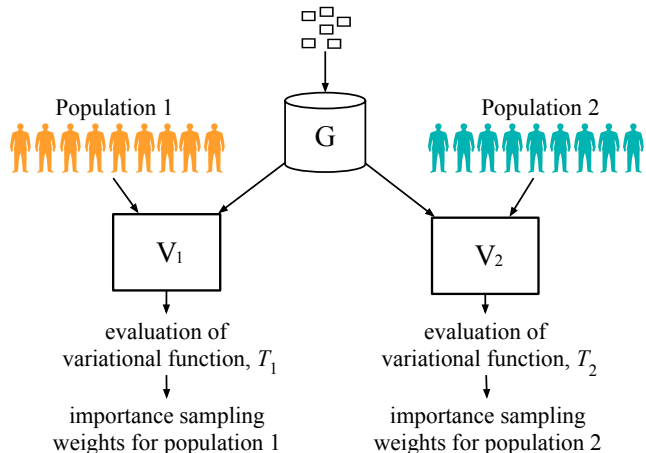 Population 1
Population 2
G
V1
V2
evaluation of
variational function, T1
evaluation of
variational function, T2
importance sampling
weights for population 1
importance sampling
weights for population 2